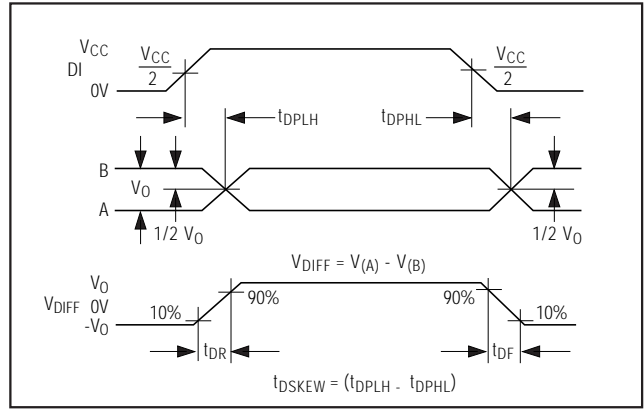 VCC
DI
0V
VCC
2
VCC
2
tDPLH
tDPHL
B
VO
A
1/2 VO
1/2 VO
VDIFF = V(A) - V(B)
VO
VDIFF 0V
-VO
10%
90%
90%
10%
tDR
tDF
tDSKEW = (tDPLH - tDPHL)